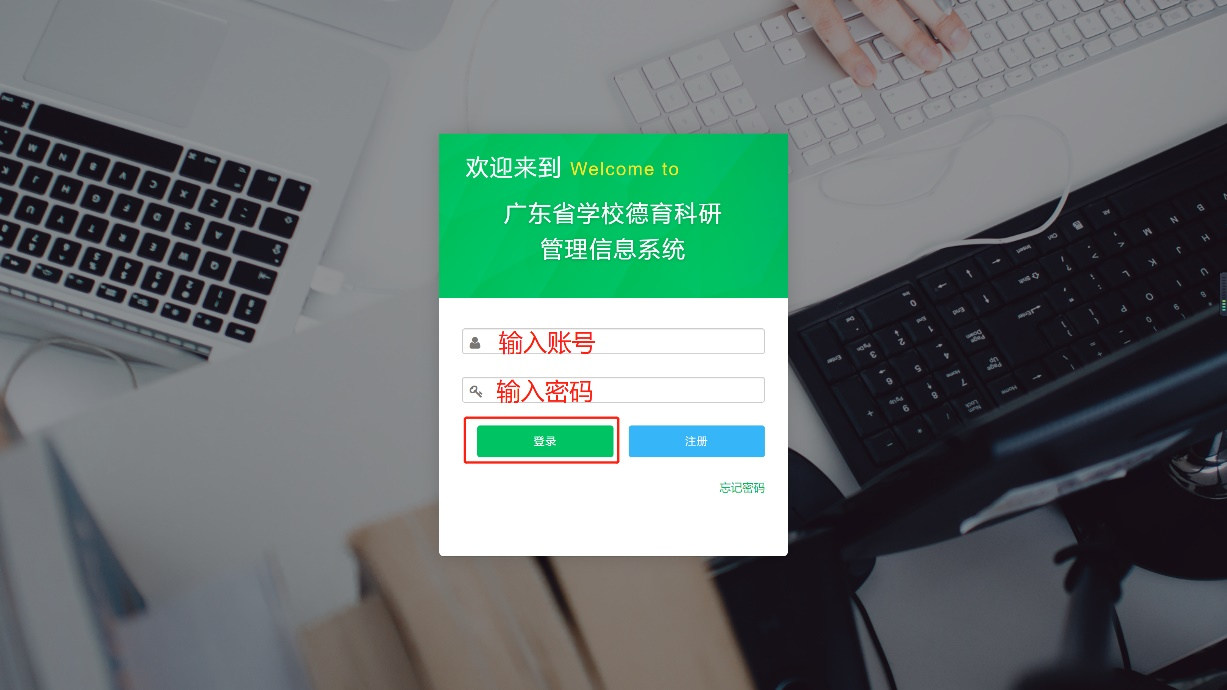 欢迎来到 Welcome to
广东省学校德育科研
管理信息系统
输入账号
输入密码
登录
注册
忘记密码